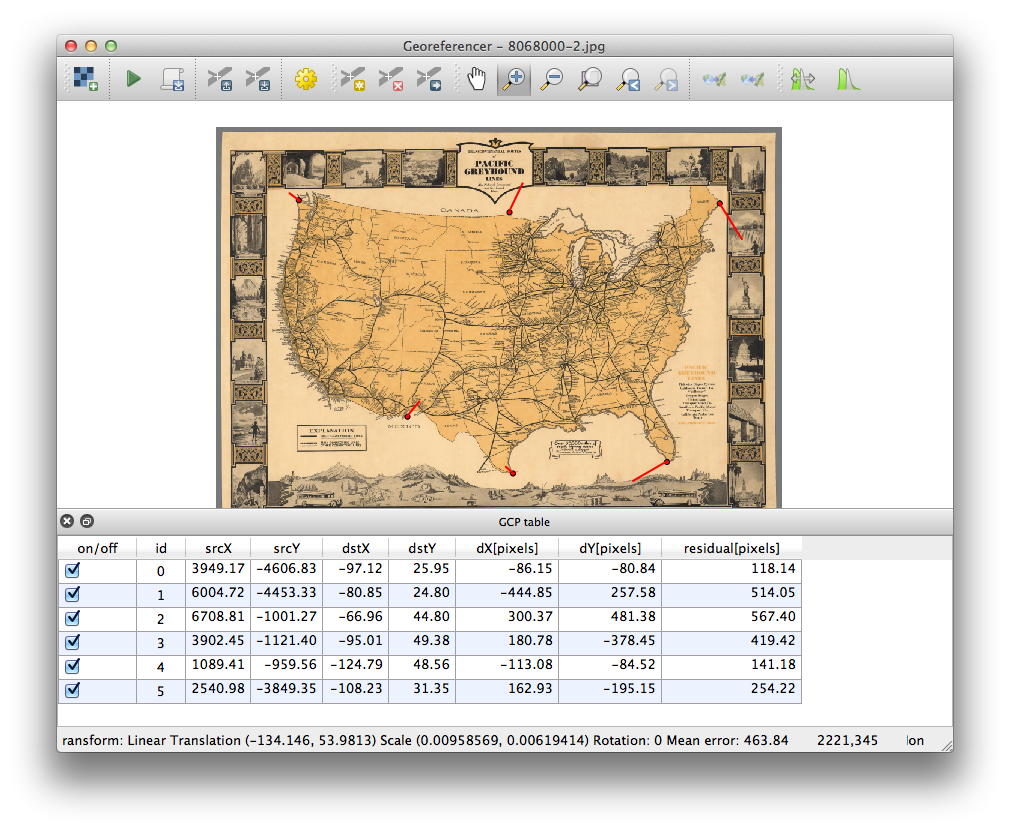 Georeferencer - 8068000-2.jpg
TRANSCONTINENTAL ROUTES
of
PACIFIC
GREYHOUND
LINES
CANADA
PACIFIC
GREYHOUND
LINES
MEXICO
EXPLANATION
GCP table
on/off id srcX srcY dstX dstY dX[pixels] dY[pixels] residual[pixels]
0 3949.17 -4606.83 -97.12 25.95 -86.15 -80.84 118.14
1 6004.72 -4453.33 -80.85 24.80 -444.85 257.58 514.05
2 6708.81 -1001.27 -66.96 44.80 300.37 481.38 567.40
3 3902.45 -1121.40 -95.01 49.38 180.78 -378.45 419.42
4 1089.41 -959.56 -124.79 48.56 -113.08 -84.52 141.18
5 2540.98 -3849.35 -108.23 31.35 162.93 -195.15 254.22
ransform: Linear Translation (-134.146, 53.9813) Scale (0.00958569, 0.00619414) Rotation: 0 Mean error: 463.84 2221,345 ion